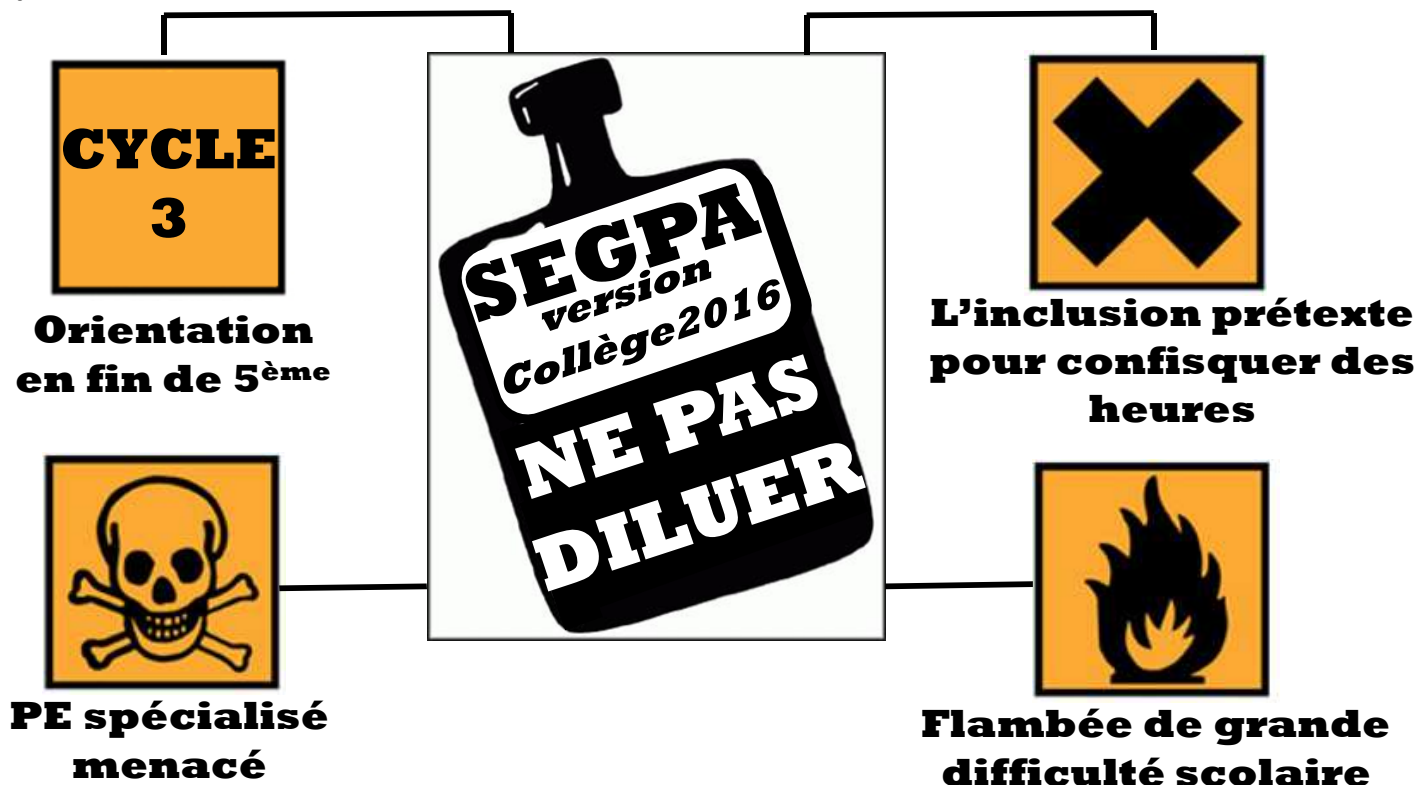 CYCLE
3
Orientation
en fin de 5ème
PE spécialisé
menacé
SEGPA
version
Collège2016
NE PAS
DILUER
L’inclusion prétexte
pour confisquer des
heures
Flambée de grande
difficulté scolaire